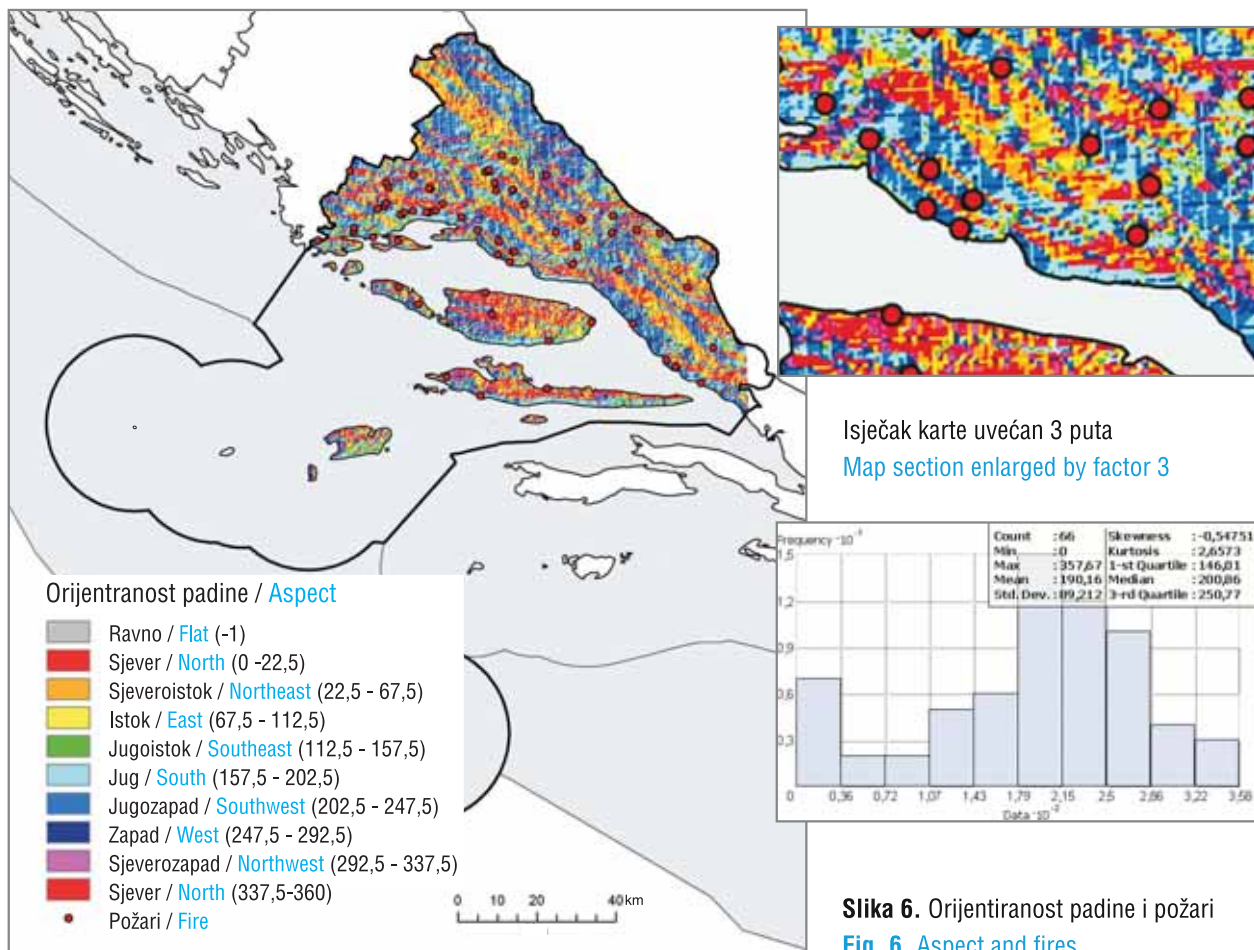 Orijentranost padine / Aspect
Ravno / Flat (-1)
Sjever / North (0 -22,5)
Sjeveroistok / Northeast (22,5 - 67,5)
Istok / East (67,5 - 112,5)
Jugoistok / Southeast (112,5 - 157,5)
Jug / South (157,5 - 202,5)
Jugozapad / Southwest (202,5 - 247,5)
Zapad / West (247,5 - 292,5)
Sjeverozapad / Northwest (292,5 - 337,5)
Sjever / North (337,5-360)
Požari / Fire
0 10 20 40 km
Isječak karte uvećan 3 puta
Map section enlarged by factor 3
Frequency
Count : 66 Skewness : -0,54751
Min : 0 Kurtosis : 2,6573
Max : 357,67 1-st Quartile : 146,01
Mean : 190,16 Median : 200,86
Std. Dev. : 89,212 3-rd Quartile : 250,77
1,5
1,2
0,9
0,6
0,3
0 0,36 0,72 1,07 1,43 1,79 2,15 2,5 2,86 3,22 3,58
Data
Slika 6. Orijentiranost padine i požari
Fig. 6. Aspect and fires